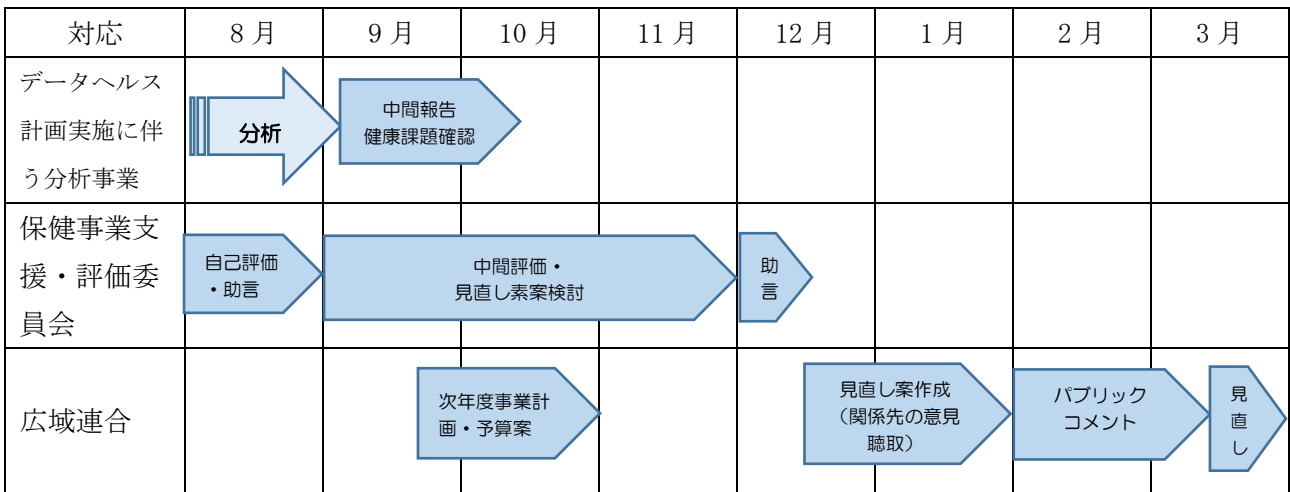 対応
8月
9月
10月
11月
12月
1月
2月
3月
データヘルス
計画実施に伴
う分析事業
分析
中間報告
健康課題確認
保健事業支
援・評価委
員会
自己評価
・助言
中間評価・
見直し素案検討
助
言
広域連合
次年度事業計
画・予算案
見直し案作成
（関係先の意見
聴取）
パブリック
コメント
見
直
し